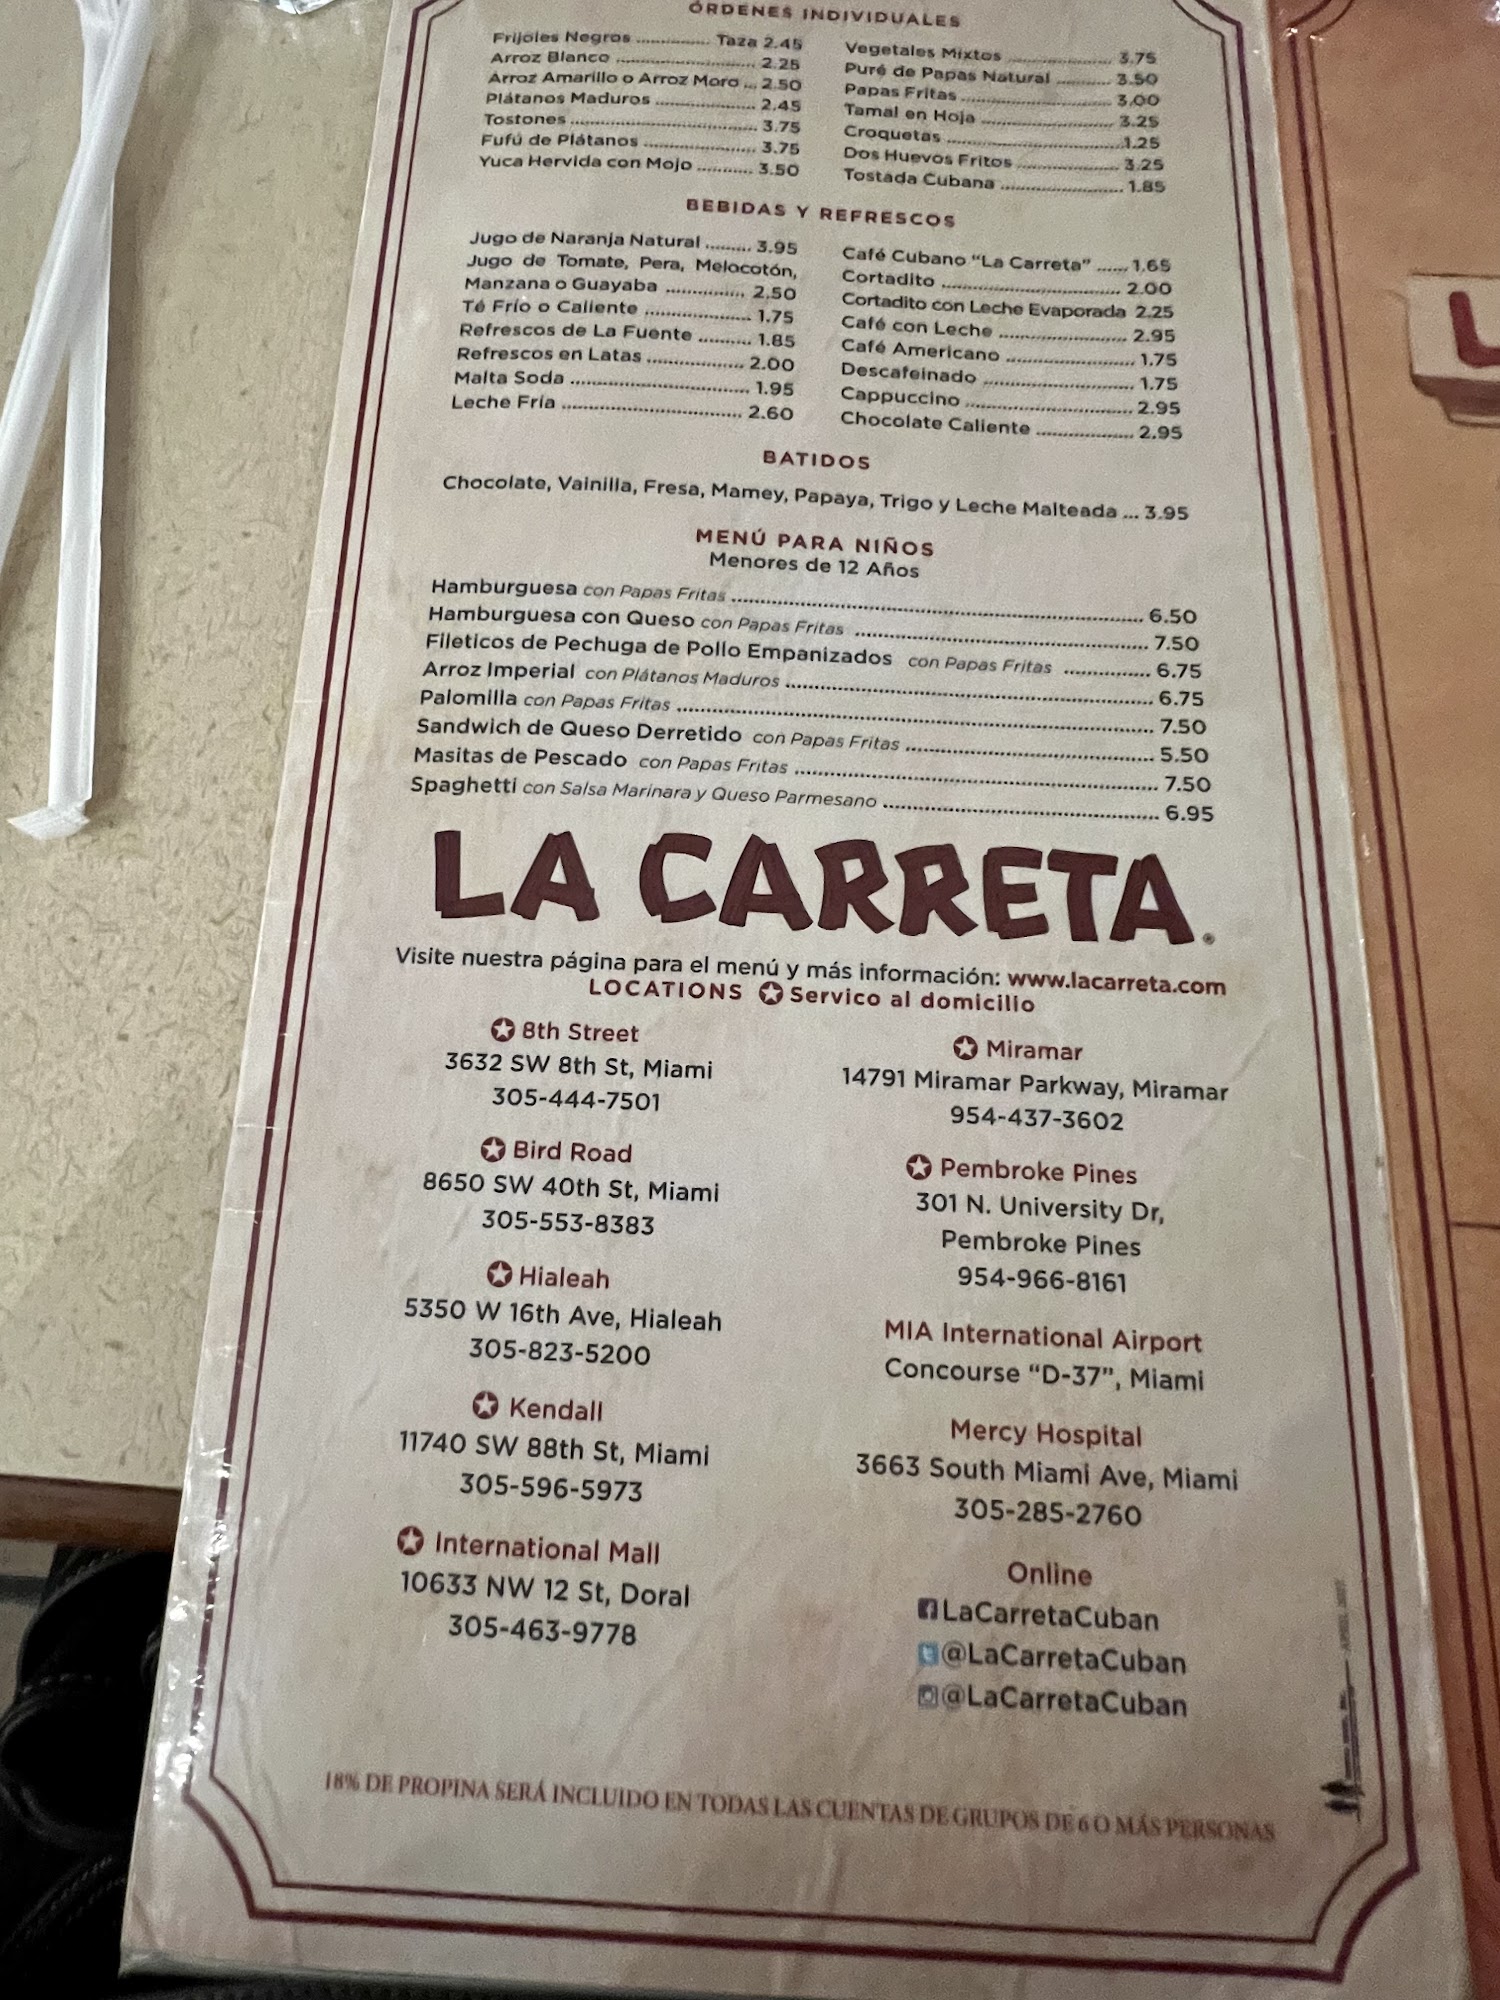 ÓRDENES INDIVIDUALES
Frijoles Negros ............... Taza 2.45
Arroz Blanco ............................ 2.25
Arroz Amarillo o Arroz Moro ... 2.50
Plátanos Maduros .................... 2.45
Tostones ..................................... 3.75
Fufú de Plátanos ...................... 3.75
Yuca Hervida con Mojo ........... 3.50
Vegetales Mixtos ..................... 3.75
Puré de Papas Natural ........... 3.50
Papas Fritas .............................. 3.00
Tamal en Hoja .......................... 3.25
Croquetas .................................. 1.25
Dos Huevos Fritos .................... 3.25
Tostada Cubana ........................ 1.85
BEBIDAS Y REFRESCOS
Jugo de Naranja Natural ......... 3.95
Jugo de Tomate, Pera, Melocotón,
Manzana o Guayaba ............... 2.50
Té Frío o Caliente .................... 1.75
Refrescos de La Fuente .......... 1.85
Refrescos en Latas ................... 2.00
Malta Soda ................................. 1.95
Leche Fría .................................. 2.60
Café Cubano "La Carreta" ...... 1.65
Cortadito .................................. 2.00
Cortadito con Leche Evaporada 2.25
Café con Leche ......................... 2.95
Café Americano ........................ 1.75
Descafeinado ............................ 1.75
Cappuccino ................................ 2.95
Chocolate Caliente ................... 2.95
BATIDOS
Chocolate, Vainilla, Fresa, Mamey, Papaya, Trigo y Leche Malteada ... 3.95
MENÚ PARA NIÑOS
Menores de 12 Años
Hamburguesa con Papas Fritas ............................................. 6.50
Hamburguesa con Queso con Papas Fritas ................................ 7.50
Fileticos de Pechuga de Pollo Empanizados con Papas Fritas ............... 6.75
Arroz Imperial con Plátanos Maduros ........................................ 6.75
Palomilla con Papas Fritas .................................................. 7.50
Sandwich de Queso Derretido con Papas Fritas ........................... 5.50
Masitas de Pescado con Papas Fritas ....................................... 7.50
Spaghetti con Salsa Marinara y Queso Parmesano ........................ 6.95
LA CARRETA®
Visite nuestra página para el menú y más información: www.lacarreta.com
LOCATIONS ✪ Servico al domicilio
✪ 8th Street
3632 SW 8th St, Miami
305-444-7501
✪ Bird Road
8650 SW 40th St, Miami
305-553-8383
✪ Hialeah
5350 W 16th Ave, Hialeah
305-823-5200
✪ Kendall
11740 SW 88th St, Miami
305-596-5973
✪ International Mall
10633 NW 12 St, Doral
305-463-9778
✪ Miramar
14791 Miramar Parkway, Miramar
954-437-3602
✪ Pembroke Pines
301 N. University Dr,
Pembroke Pines
954-966-8161
MIA International Airport
Concourse "D-37", Miami
Mercy Hospital
3663 South Miami Ave, Miami
305-285-2760
Online
LaCarretaCuban
@LaCarretaCuban
@LaCarretaCuban
18% DE PROPINA SERÁ INCLUIDO EN TODAS LAS CUENTAS DE GRUPOS DE 6 O MÁS PERSONAS